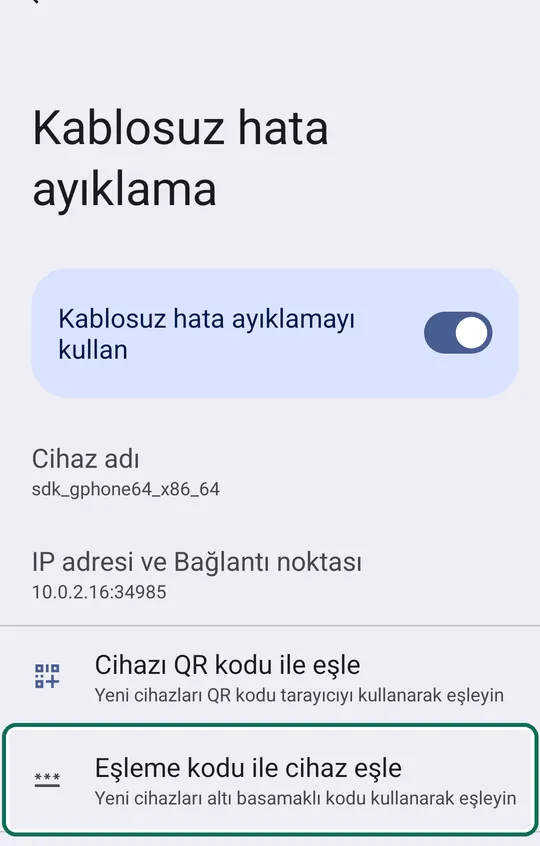 Kablosuz hata
ayıklama
Kablosuz hata ayıklamayı
kullan
Cihaz adı
sdk_gphone64_x86_64
IP adresi ve Bağlantı noktası
10.0.2.16:34985
Cihazı QR kodu ile eşle
Yeni cihazları QR kodu tarayıcıyı kullanarak eşleyin
Eşleme kodu ile cihaz eşle
Yeni cihazları altı basamaklı kodu kullanarak eşleyin